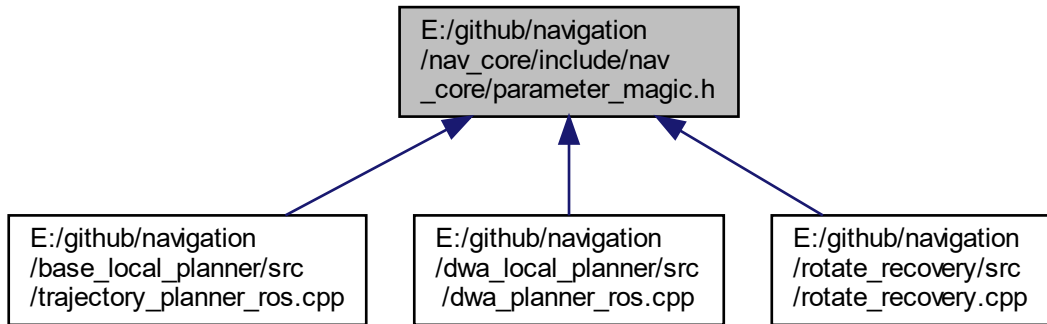 E:/github/navigation
/nav_core/include/nav
_core/parameter_magic.h
E:/github/navigation
/base_local_planner/src
/trajectory_planner_ros.cpp
E:/github/navigation
/dwa_local_planner/src
/dwa_planner_ros.cpp
E:/github/navigation
/rotate_recovery/src
/rotate_recovery.cpp